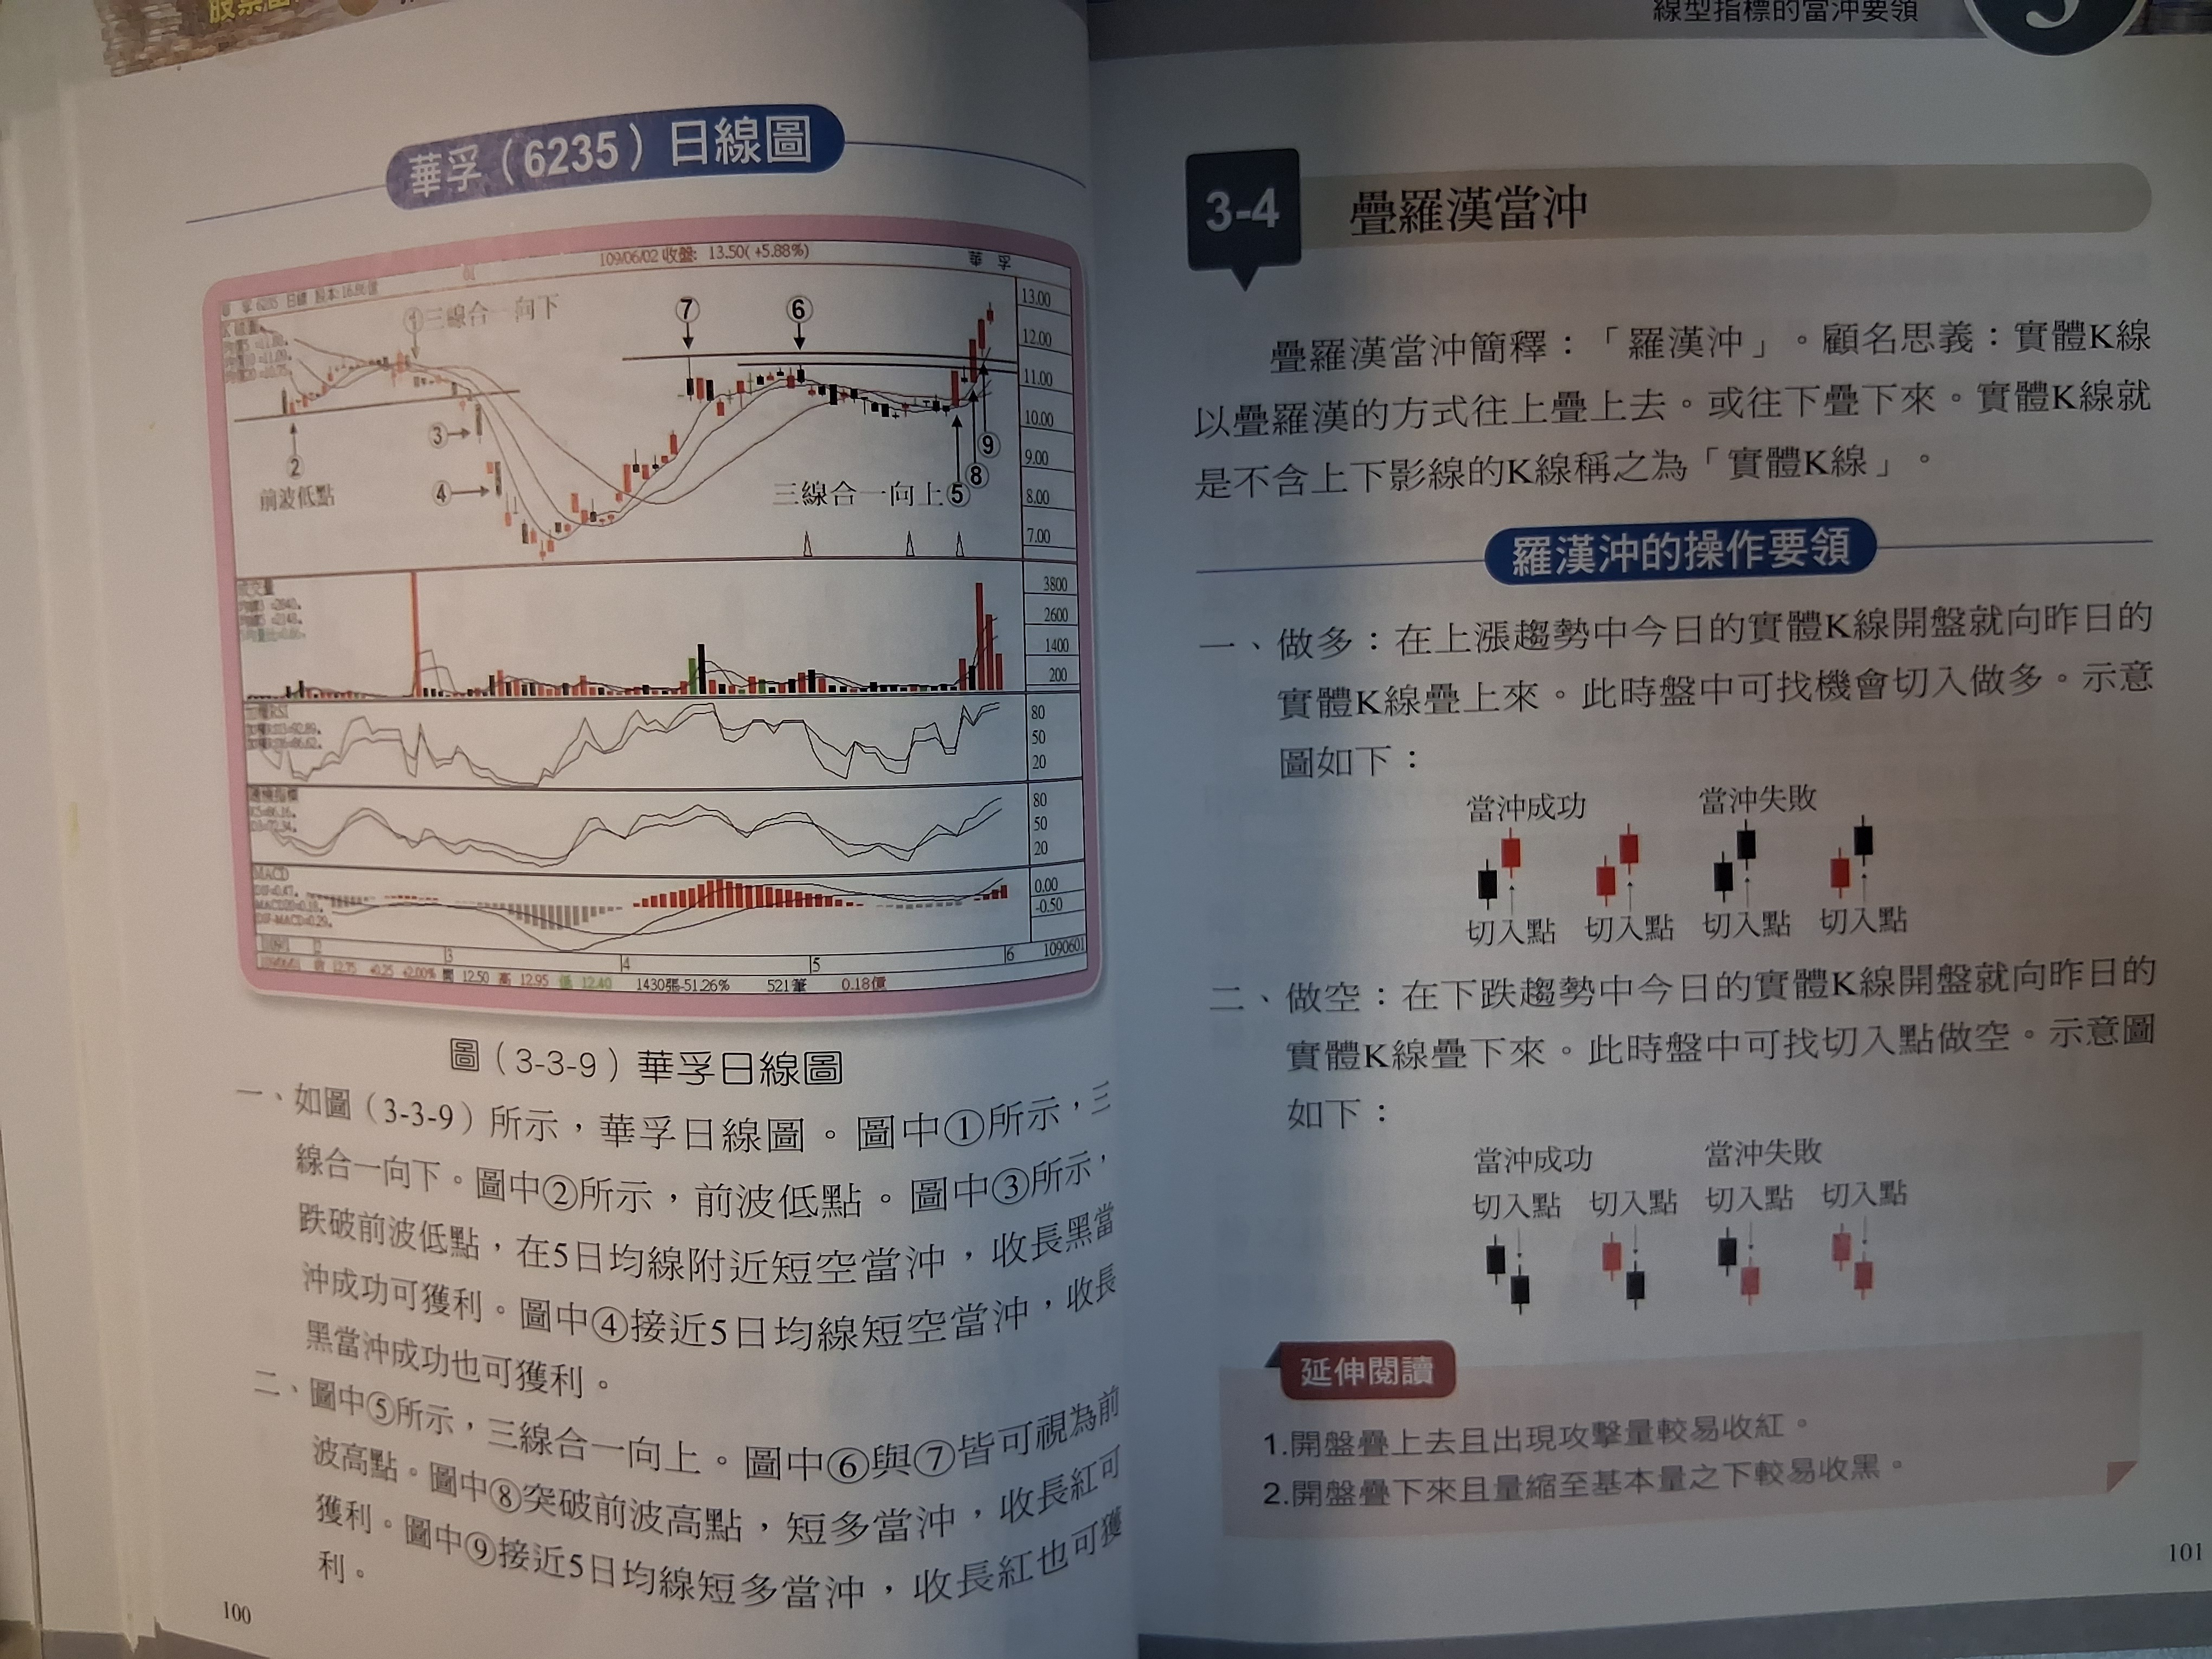 華孚（6235）日線圖
109/06/02 收盤: 13.50( +5.88%)
①三線合一向下
⑦
⑥
②
前波低點
③
④
三線合一向上⑤
⑧
⑨
13.00
12.00
11.00
10.00
9.00
8.00
7.00
成交量
3800
2600
1400
200
80
50
20
80
50
20
MACD
0.00
-0.50
3
4
5
6
1090601
12.75 +0.25 +2.00% 開 12.50 高 12.95 低 12.40 1430張-51.26% 521筆 0.18億
圖（3-3-9）華孚日線圖
一、如圖（3-3-9）所示，華孚日線圖。圖中①所示，三
線合一向下。圖中②所示，前波低點。圖中③所示，
跌破前波低點，在5日均線附近短空當沖，收長黑當
沖成功可獲利。圖中④接近5日均線短空當沖，收長
黑當沖成功也可獲利。
二、圖中⑤所示，三線合一向上。圖中⑥與⑦皆可視為前
波高點。圖中⑧突破前波高點，短多當沖，收長紅可
獲利。圖中⑨接近5日均線短多當沖，收長紅也可獲
利。
100
線型指標的當沖要領
3-4 疊羅漢當沖
疊羅漢當沖簡釋：「羅漢沖」。顧名思義：實體K線
以疊羅漢的方式往上疊上去。或往下疊下來。實體K線就
是不含上下影線的K線稱之為「實體K線」。
羅漢沖的操作要領
一、做多：在上漲趨勢中今日的實體K線開盤就向昨日的
實體K線疊上來。此時盤中可找機會切入做多。示意
圖如下：
當沖成功 當沖失敗
切入點 切入點 切入點 切入點
二、做空：在下跌趨勢中今日的實體K線開盤就向昨日的
實體K線疊下來。此時盤中可找切入點做空。示意圖
如下：
當沖成功 當沖失敗
切入點 切入點 切入點 切入點
延伸閱讀
1.開盤疊上去且出現攻擊量較易收紅。
2.開盤疊下來且量縮至基本量之下較易收黑。
101